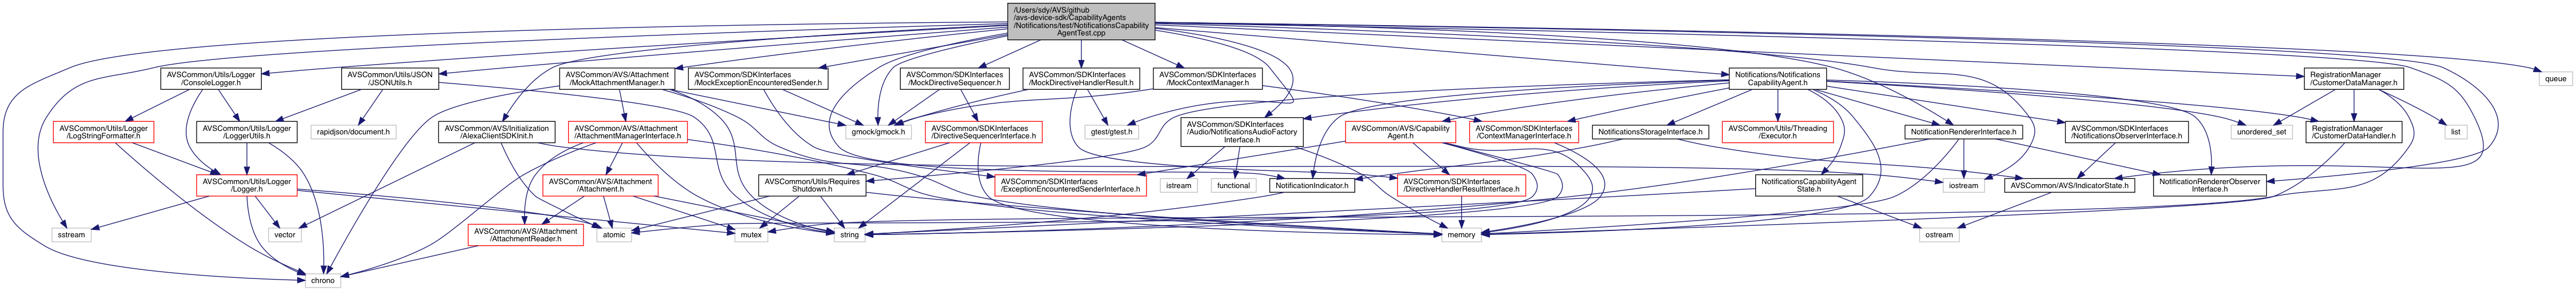 /Users/sdy/AVS/github
/avs-device-sdk/CapabilityAgents
/Notifications/test/NotificationsCapability
AgentTest.cpp
AVSCommon/Utils/Logger
/ConsoleLogger.h
AVSCommon/Utils/JSON
/JSONUtils.h
AVSCommon/AVS/Attachment
/MockAttachmentManager.h
AVSCommon/SDKInterfaces
/MockExceptionEncounteredSender.h
AVSCommon/SDKInterfaces
/MockDirectiveSequencer.h
AVSCommon/SDKInterfaces
/MockDirectiveHandlerResult.h
AVSCommon/SDKInterfaces
/MockContextManager.h
Notifications/Notifications
CapabilityAgent.h
RegistrationManager
/CustomerDataManager.h
queue
AVSCommon/Utils/Logger
/LogStringFormatter.h
AVSCommon/Utils/Logger
/LoggerUtils.h
rapidjson/document.h
AVSCommon/AVS/Initialization
/AlexaClientSDKInit.h
AVSCommon/AVS/Attachment
/AttachmentManagerInterface.h
gmock/gmock.h
AVSCommon/SDKInterfaces
/DirectiveSequencerInterface.h
gtest/gtest.h
AVSCommon/SDKInterfaces
/Audio/NotificationsAudioFactory
Interface.h
AVSCommon/AVS/Capability
Agent.h
AVSCommon/SDKInterfaces
/ContextManagerInterface.h
NotificationsStorageInterface.h
AVSCommon/Utils/Threading
/Executor.h
NotificationRendererInterface.h
AVSCommon/SDKInterfaces
/NotificationsObserverInterface.h
unordered_set
RegistrationManager
/CustomerDataHandler.h
list
AVSCommon/Utils/Logger
/Logger.h
AVSCommon/AVS/Attachment
/Attachment.h
AVSCommon/Utils/Requires
Shutdown.h
AVSCommon/SDKInterfaces
/ExceptionEncounteredSenderInterface.h
istream
functional
NotificationIndicator.h
AVSCommon/SDKInterfaces
/DirectiveHandlerResultInterface.h
NotificationsCapabilityAgent
State.h
iostream
AVSCommon/AVS/IndicatorState.h
NotificationRendererObserver
Interface.h
sstream
vector
AVSCommon/AVS/Attachment
/AttachmentReader.h
atomic
mutex
string
memory
ostream
chrono